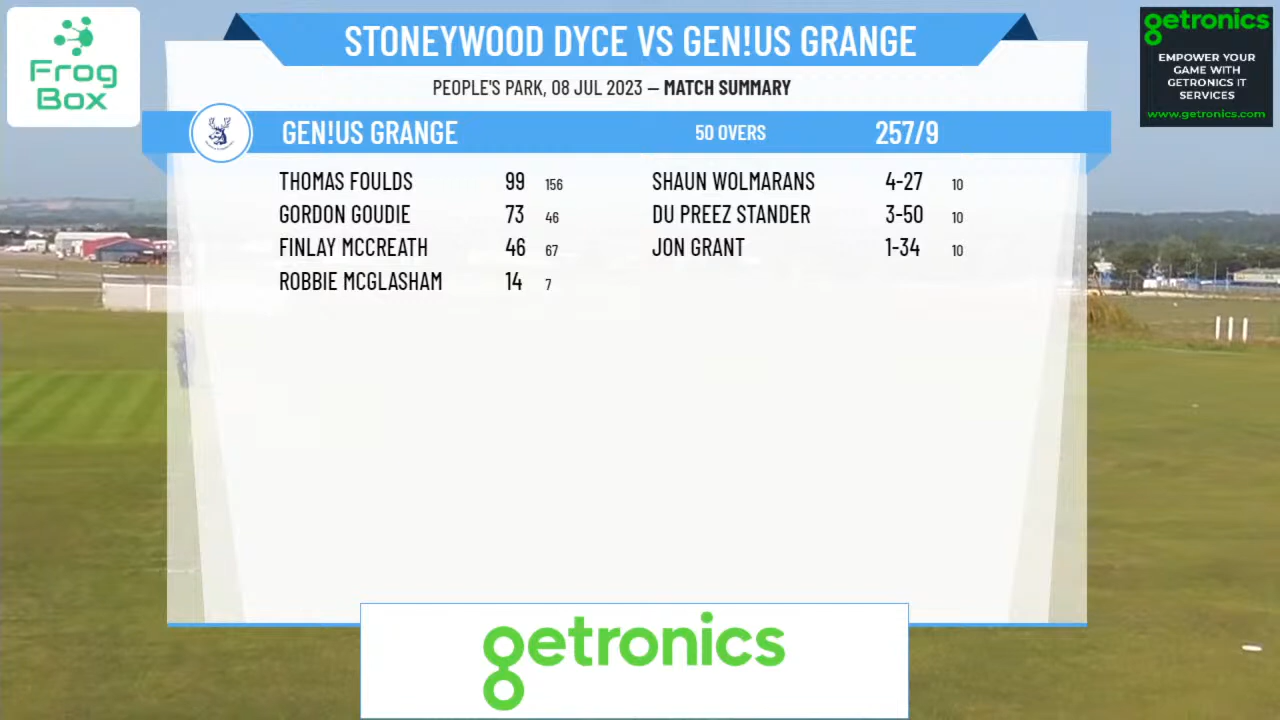 Frog
Box
STONEYWOOD DYCE VS GEN!US GRANGE
getronics
EMPOWER YOUR
GAME WITH
GETRONICS IT
SERVICES
www.getronics.com
PEOPLE'S PARK, 08 JUL 2023 – MATCH SUMMARY
GEN!US GRANGE 50 OVERS 257/9
THOMAS FOULDS 99 156 SHAUN WOLMARANS 4-27 10
GORDON GOUDIE 73 46 DU PREEZ STANDER 3-50 10
FINLAY MCCREATH 46 67 JON GRANT 1-34 10
ROBBIE MCGLASHAM 14 7
getronics